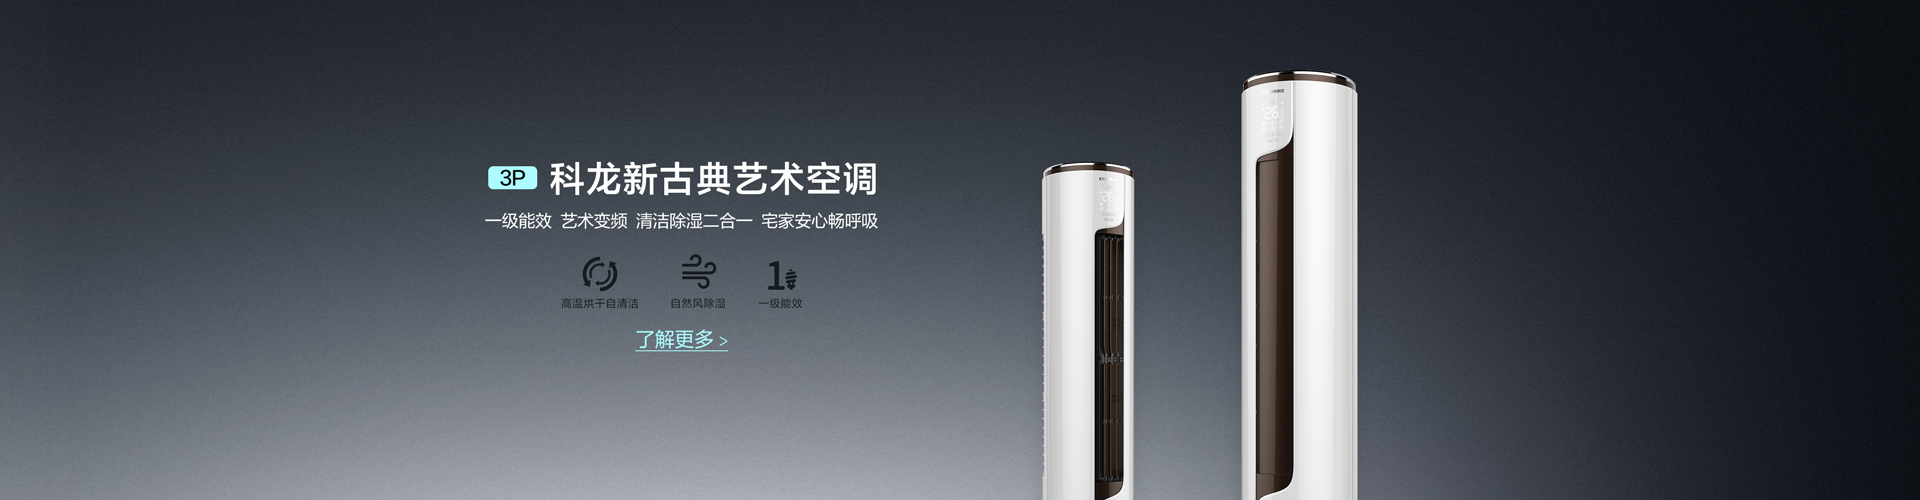 3P 科龙新古典艺术空调
一级能效 艺术变频 清洁除湿二合一 宅家安心畅呼吸
1
高温烘干自清洁 自然风除湿 一级能效
了解更多 >
26